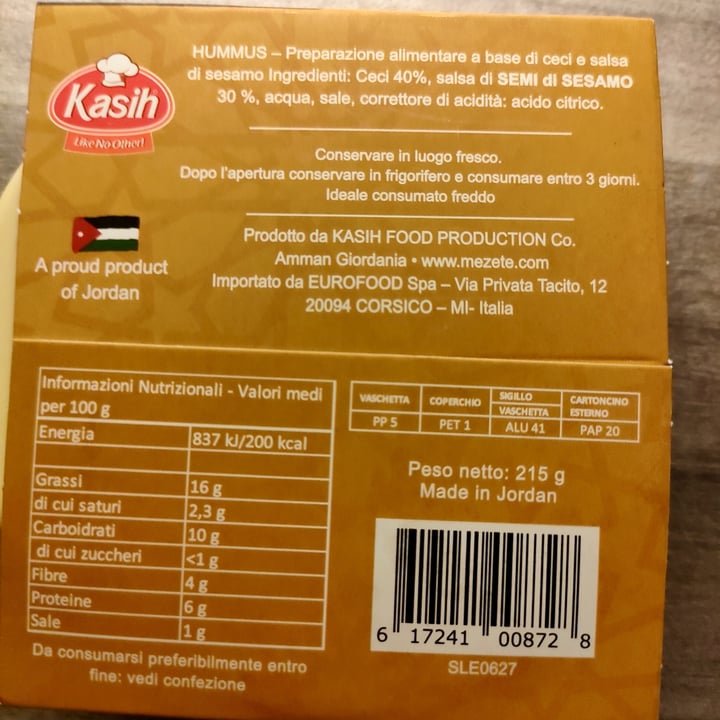 Kasih
Like No Other!
HUMMUS – Preparazione alimentare a base di ceci e salsa
di sesamo Ingredienti: Ceci 40%, salsa di SEMI di SESAMO
30 %, acqua, sale, correttore di acidità: acido citrico.
Conservare in luogo fresco.
Dopo l'apertura conservare in frigorifero e consumare entro 3 giorni.
Ideale consumato freddo
A proud product
of Jordan
Prodotto da KASIH FOOD PRODUCTION Co.
Amman Giordania • www.mezete.com
Importato da EUROFOOD Spa – Via Privata Tacito, 12
20094 CORSICO – MI- Italia
Informazioni Nutrizionali - Valori medi
per 100 g
Energia 837 kJ/200 kcal
Grassi 16 g
di cui saturi 2,3 g
Carboidrati 10 g
di cui zuccheri <1 g
Fibre 4 g
Proteine 6 g
Sale 1 g
Da consumarsi preferibilmente entro
fine: vedi confezione
VASCHETTA COPERCHIO SIGILLO VASCHETTA CARTONCINO ESTERNO
PP 5 PET 1 ALU 41 PAP 20
Peso netto: 215 g
Made in Jordan
6 17241 00872 8
SLE0627